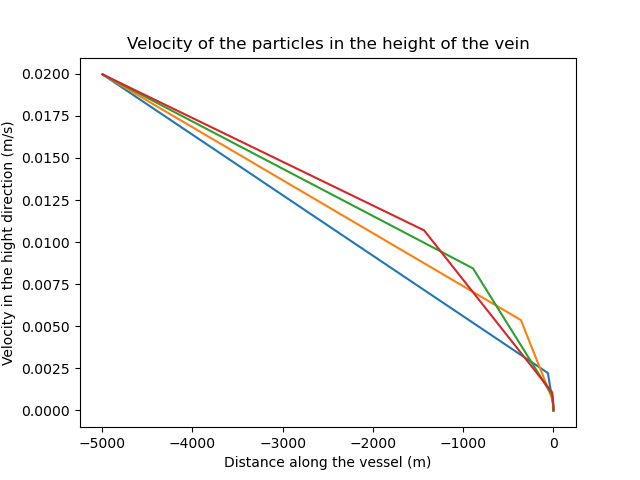 Velocity of the particles in the height of the vein
Velocity in the hight direction (m/s)
0.0200
0.0175
0.0150
0.0125
0.0100
0.0075
0.0050
0.0025
0.0000
−5000 −4000 −3000 −2000 −1000 0
Distance along the vessel (m)